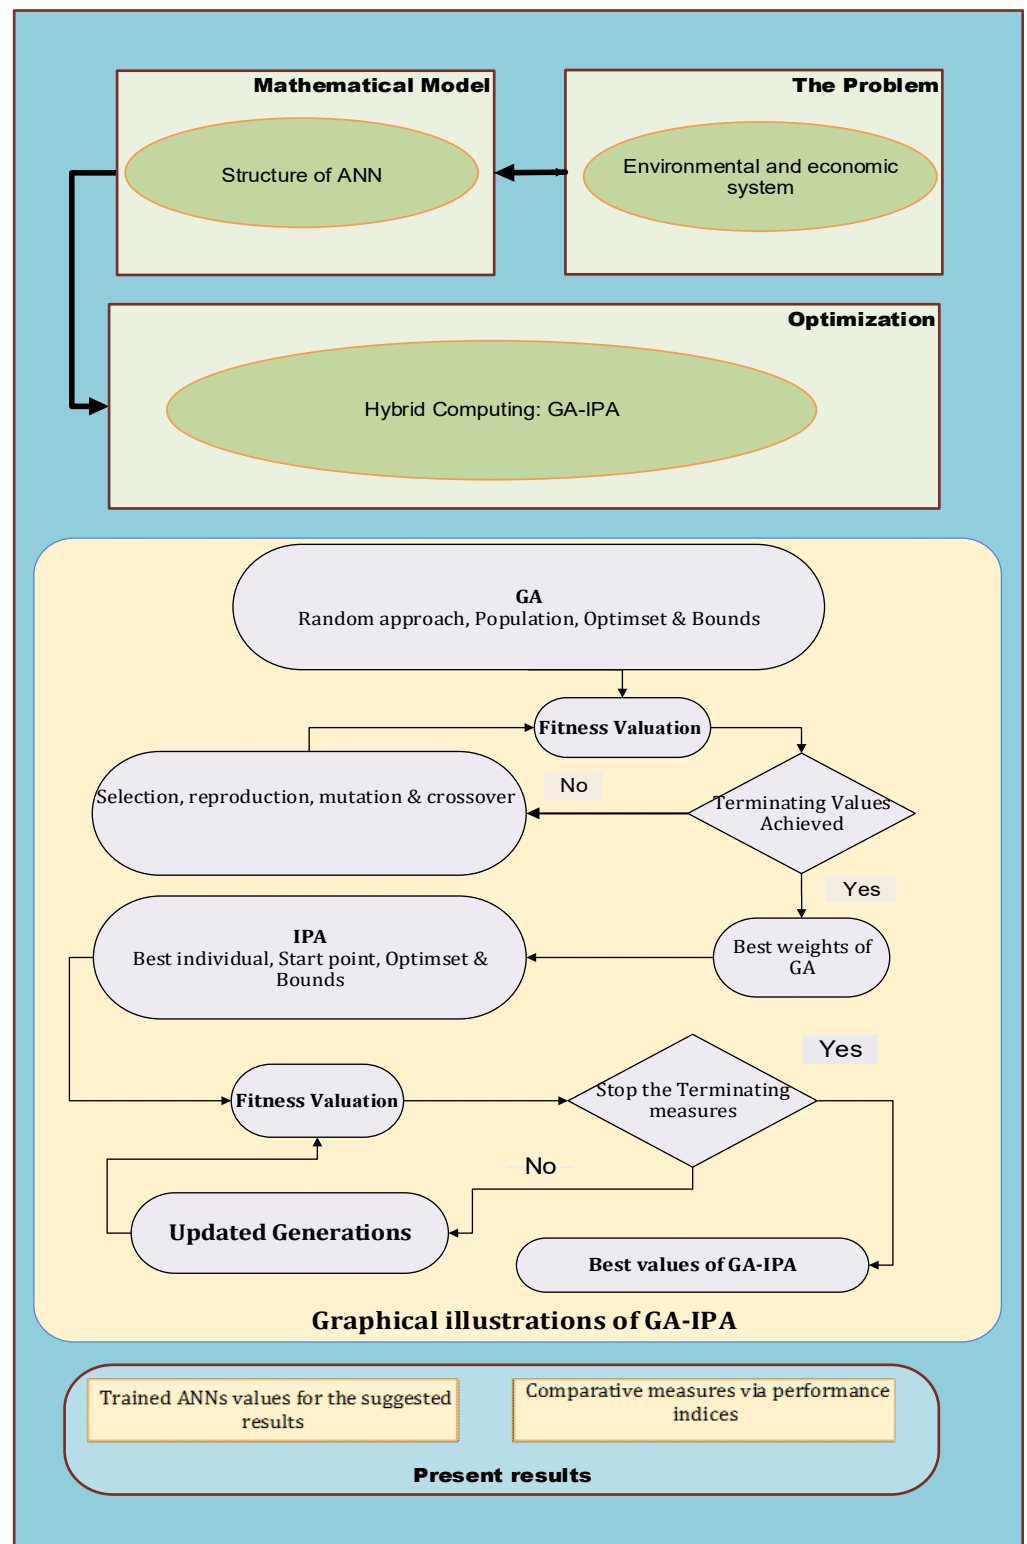 Mathematical Model
Structure of ANN
The Problem
Environmental and economic
system
Optimization
Hybrid Computing: GA-IPA
GA
Random approach, Population, Optimset & Bounds
Fitness Valuation
No
Selection, reproduction, mutation & crossover
Terminating Values
Achieved
Yes
IPA
Best individual, Start point, Optimset &
Bounds
Best weights of
GA
Yes
Fitness Valuation
Stop the Terminating
measures
No
Updated Generations
Best values of GA-IPA
Graphical illustrations of GA-IPA
Trained ANNs values for the suggested
results
Comparative measures via performance
indices
Present results